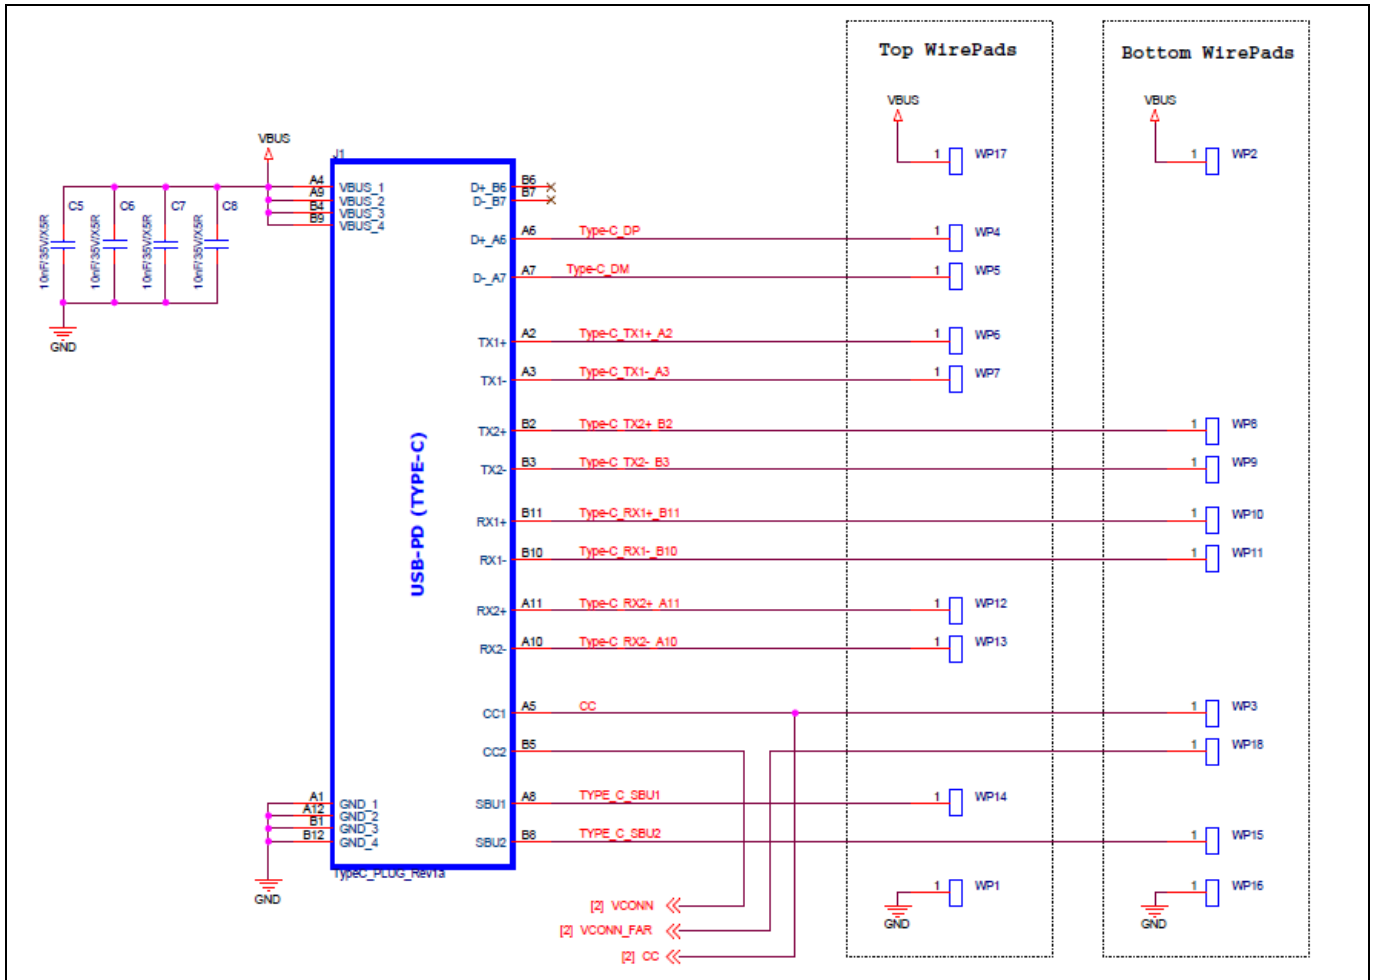 Top WirePads
Bottom WirePads
VBUS
1 WP17
VBUS
1 WP2
VBUS
J1
C5 C6 C7 C8
10nF/35V/X5R 10nF/35V/X5R 10nF/35V/X5R 10nF/35V/X5R
GND
A4 VBUS_1
A9 VBUS_2
B4 VBUS_3
B9 VBUS_4
D+_B6 B6
D-_B7 B7
D+_A6 A6 Type-C_DP 1 WP4
D-_A7 A7 Type-C_DM 1 WP5
TX1+ A2 Type-C_TX1+_A2 1 WP6
TX1- A3 Type-C_TX1-_A3 1 WP7
TX2+ B2 Type-C_TX2+_B2 1 WP8
TX2- B3 Type-C_TX2-_B3 1 WP9
USB-PD (TYPE-C)
RX1+ B11 Type-C_RX1+_B11 1 WP10
RX1- B10 Type-C_RX1-_B10 1 WP11
RX2+ A11 Type-C_RX2+_A11 1 WP12
RX2- A10 Type-C_RX2-_A10 1 WP13
CC1 A5 CC 1 WP3
CC2 B5 1 WP18
SBU1 A8 TYPE_C_SBU1 1 WP14
SBU2 B8 TYPE_C_SBU2 1 WP15
A1 GND_1
A12 GND_2
B1 GND_3
B12 GND_4
GND
TypeC_PLUG_Rev1a
1 WP1
GND
1 WP16
GND
[2] VCONN
[2] VCONN_FAR
[2] CC